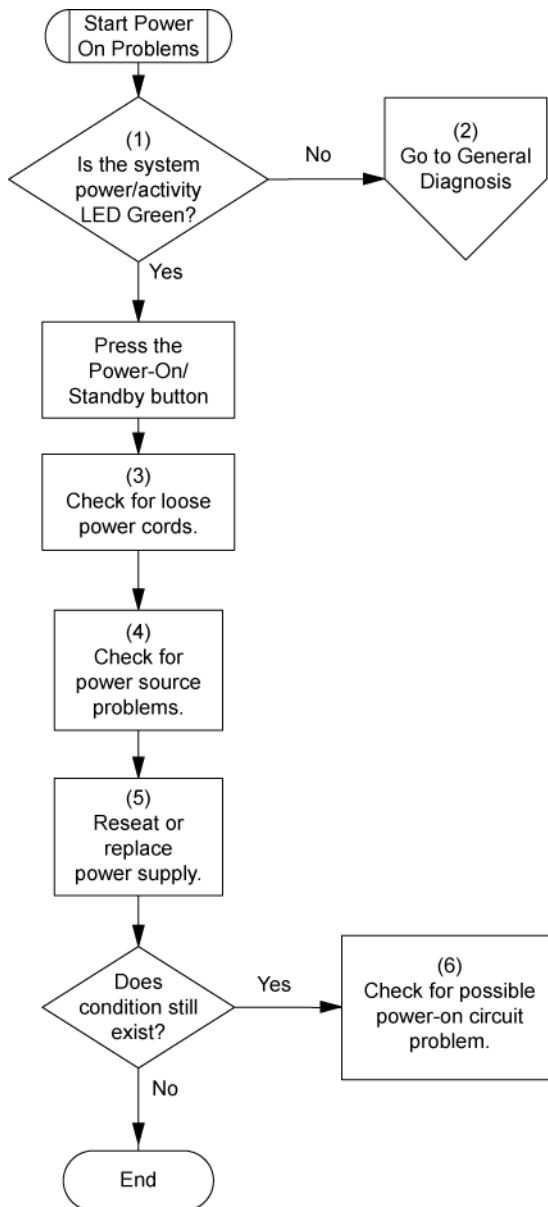 Start Power
On Problems
(1)
Is the system
power/activity
LED Green?
No
(2)
Go to General
Diagnosis
Yes
Press the
Power-On/
Standby button
(3)
Check for loose
power cords.
(4)
Check for
power source
problems.
(5)
Reseat or
replace
power supply.
Does
condition still
exist?
Yes
(6)
Check for possible
power-on circuit
problem.
No
End